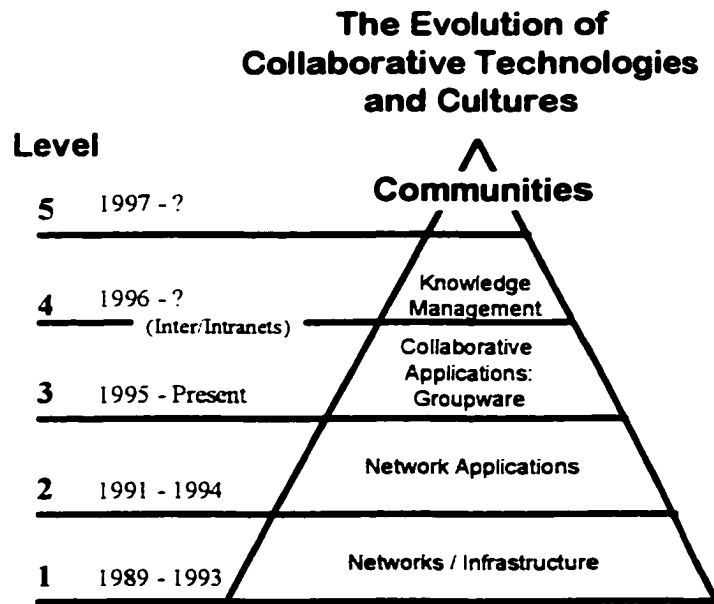 The Evolution of
Collaborative Technologies
and Cultures
Level
Communities
5 1997 - ?
4 1996 - ?
(Inter/Intranets)
Knowledge
Management
3 1995 - Present
Collaborative
Applications:
Groupware
2 1991 - 1994
Network Applications
1 1989 - 1993
Networks / Infrastructure